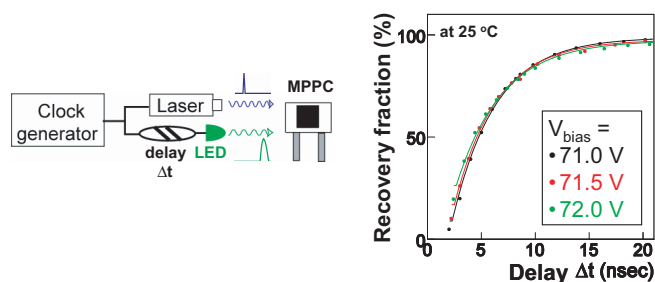 Clock
generator
Laser
delay
Δt
LED
MPPC
Recovery fraction (%)
100
50
0
at 25 °C
V_bias =
71.0 V
71.5 V
72.0 V
0
5
10
15
20
Delay Δt (nsec)